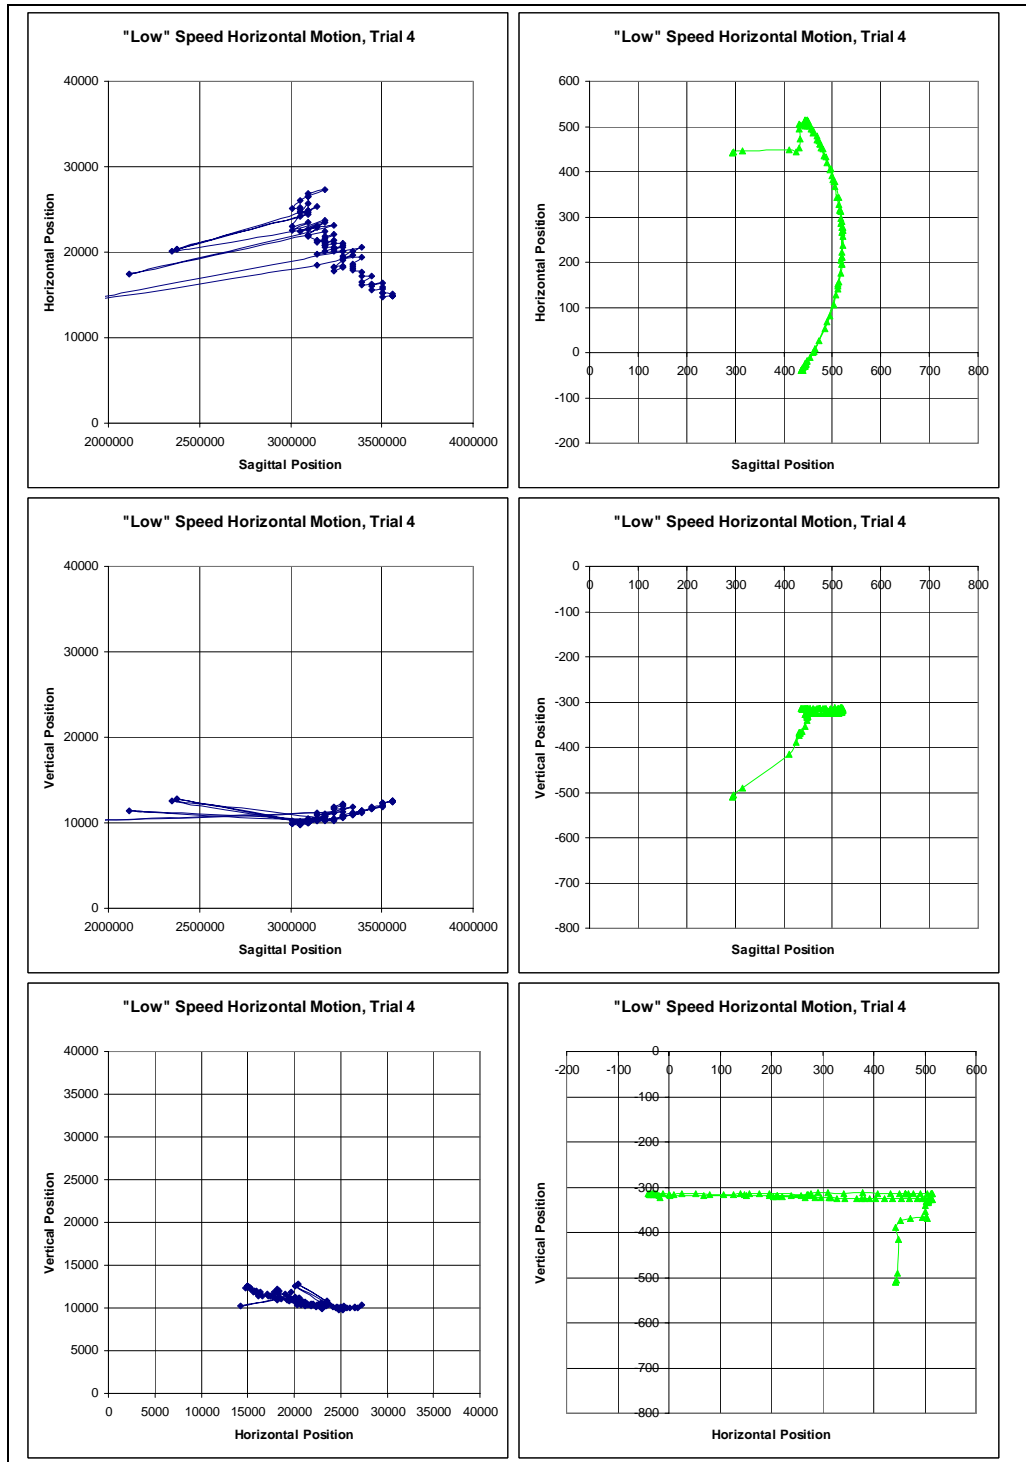 "Low" Speed Horizontal Motion, Trial 4
40000
30000
20000
10000
0
2000000 2500000 3000000 3500000 4000000
Horizontal Position
Sagittal Position
"Low" Speed Horizontal Motion, Trial 4
600
500
400
300
200
100
0
0 100 200 300 400 500 600 700 800
-100
-200
Horizontal Position
Sagittal Position
"Low" Speed Horizontal Motion, Trial 4
40000
30000
20000
10000
0
2000000 2500000 3000000 3500000 4000000
Vertical Position
Sagittal Position
"Low" Speed Horizontal Motion, Trial 4
0
0 100 200 300 400 500 600 700 800
-100
-200
-300
-400
-500
-600
-700
-800
Vertical Position
Sagittal Position
"Low" Speed Horizontal Motion, Trial 4
40000
35000
30000
25000
20000
15000
10000
5000
0
0 5000 10000 15000 20000 25000 30000 35000 40000
Vertical Position
Horizontal Position
"Low" Speed Horizontal Motion, Trial 4
0
-200 -100 0 100 200 300 400 500 600
-100
-200
-300
-400
-500
-600
-700
-800
Vertical Position
Horizontal Position